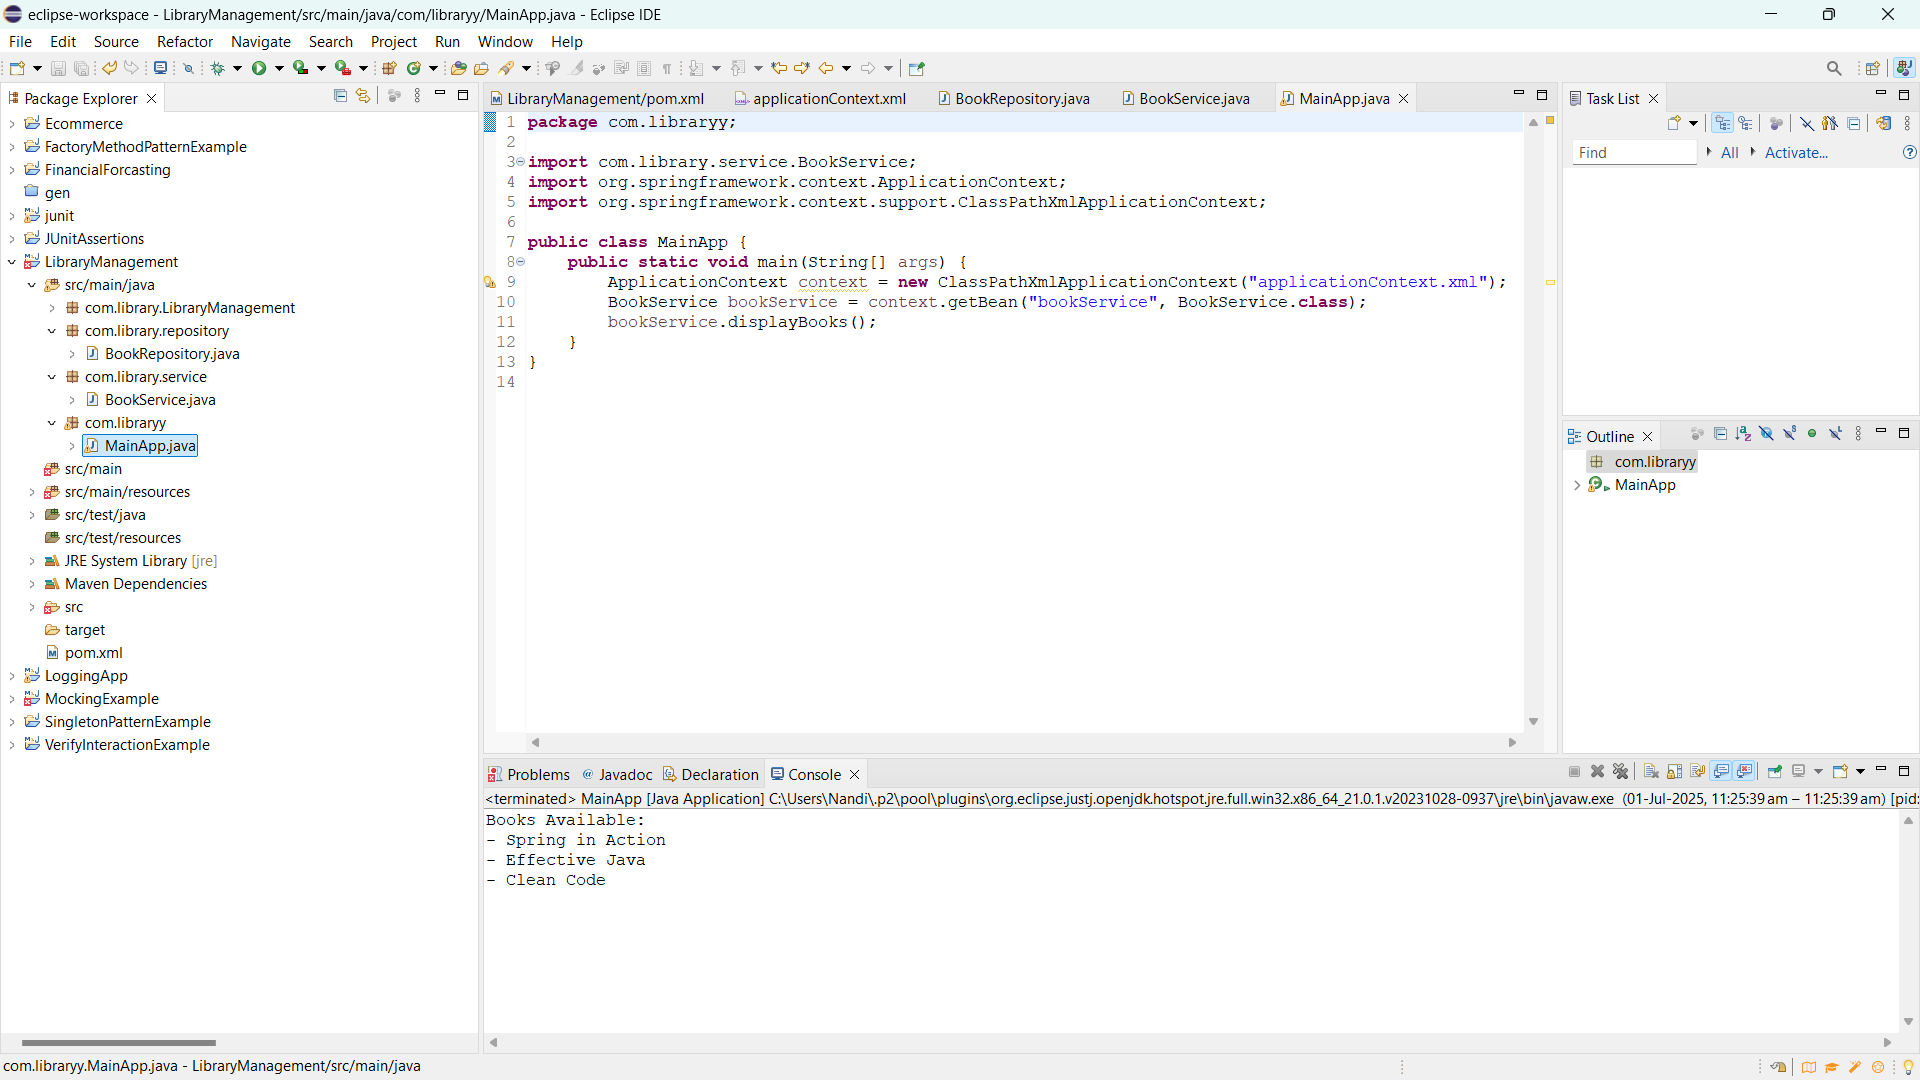 eclipse-workspace - LibraryManagement/src/main/java/com/libraryy/MainApp.java - Eclipse IDE
File Edit Source Refactor Navigate Search Project Run Window Help
Package Explorer
Ecommerce
FactoryMethodPatternExample
FinancialForcasting
gen
junit
JUnitAssertions
LibraryManagement
src/main/java
com.library.LibraryManagement
com.library.repository
BookRepository.java
com.library.service
BookService.java
com.libraryy
MainApp.java
src/main
src/main/resources
src/test/java
src/test/resources
JRE System Library [jre]
Maven Dependencies
src
target
pom.xml
LoggingApp
MockingExample
SingletonPatternExample
VerifyInteractionExample
LibraryManagement/pom.xml applicationContext.xml BookRepository.java BookService.java MainApp.java
1 package com.libraryy;
2
3 import com.library.service.BookService;
4 import org.springframework.context.ApplicationContext;
5 import org.springframework.context.support.ClassPathXmlApplicationContext;
6
7 public class MainApp {
8 public static void main(String[] args) {
9 ApplicationContext context = new ClassPathXmlApplicationContext("applicationContext.xml");
10 BookService bookService = context.getBean("bookService", BookService.class);
11 bookService.displayBooks();
12 }
13 }
14
Task List
Find All Activate...
Outline
com.libraryy
MainApp
Problems Javadoc Declaration Console
<terminated> MainApp [Java Application] C:\Users\Nandi\.p2\pool\plugins\org.eclipse.justj.openjdk.hotspot.jre.full.win32.x86_64_21.0.1.v20231028-0937\jre\bin\javaw.exe (01-Jul-2025, 11:25:39 am – 11:25:39 am) [pid:
Books Available:
- Spring in Action
- Effective Java
- Clean Code
com.libraryy.MainApp.java - LibraryManagement/src/main/java